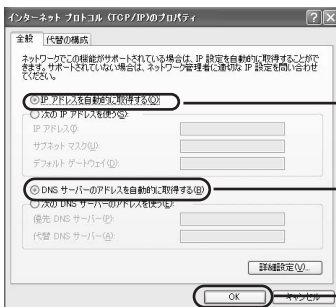 インターネット プロトコル (TCP/IP)のプロパティ
全般 代替の構成
ネットワークでこの機能がサポートされている場合は、IP 設定を自動的に取得することがで
きます。サポートされていない場合は、ネットワーク管理者に適切な IP 設定を問い合わせ
てください。
IP アドレスを自動的に取得する(O)
次の IP アドレスを使う(S):
IP アドレス(I):
サブネット マスク(U):
デフォルト ゲートウェイ(D):
DNS サーバーのアドレスを自動的に取得する(B)
次の DNS サーバーのアドレスを使う(E):
優先 DNS サーバー(P):
代替 DNS サーバー(A):
詳細設定(V)...
OK キャンセル